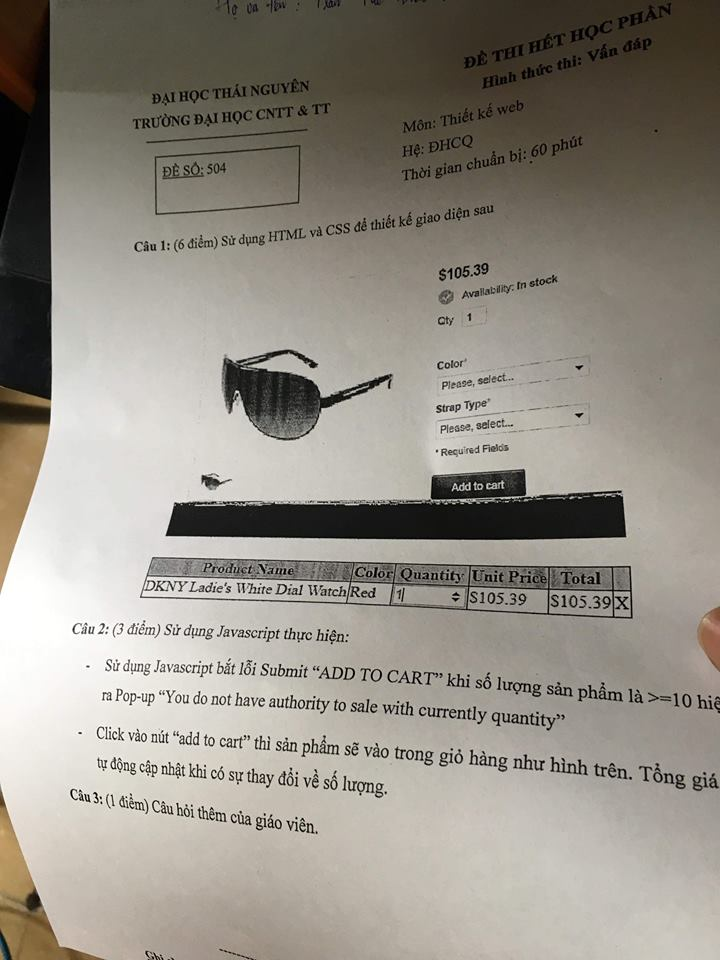 Họ và tên : Trần
ĐẠI HỌC THÁI NGUYÊN
TRƯỜNG ĐẠI HỌC CNTT & TT
ĐỀ SỐ: 504
ĐỀ THI HẾT HỌC PHẦN
Hình thức thi: Vấn đáp
Môn: Thiết kế web
Hệ: ĐHCQ
Thời gian chuẩn bị: 60 phút
Câu 1: (6 điểm) Sử dụng HTML và CSS để thiết kế giao diện sau
$105.39
Availability: In stock
Qty 1
Color*
Please, select...
Strap Type*
Please, select...
* Required Fields
Add to cart
Product Name Color Quantity Unit Price Total
DKNY Ladie's White Dial Watch Red 1 $105.39 $105.39 X
Câu 2: (3 điểm) Sử dụng Javascript thực hiện:
- Sử dụng Javascript bắt lỗi Submit “ADD TO CART” khi số lượng sản phẩm là >=10 hiệ
ra Pop-up “You do not have authority to sale with currently quantity”
- Click vào nút “add to cart” thì sản phẩm sẽ vào trong giỏ hàng như hình trên. Tổng giá
tự động cập nhật khi có sự thay đổi về số lượng.
Câu 3: (1 điểm) Câu hỏi thêm của giáo viên.